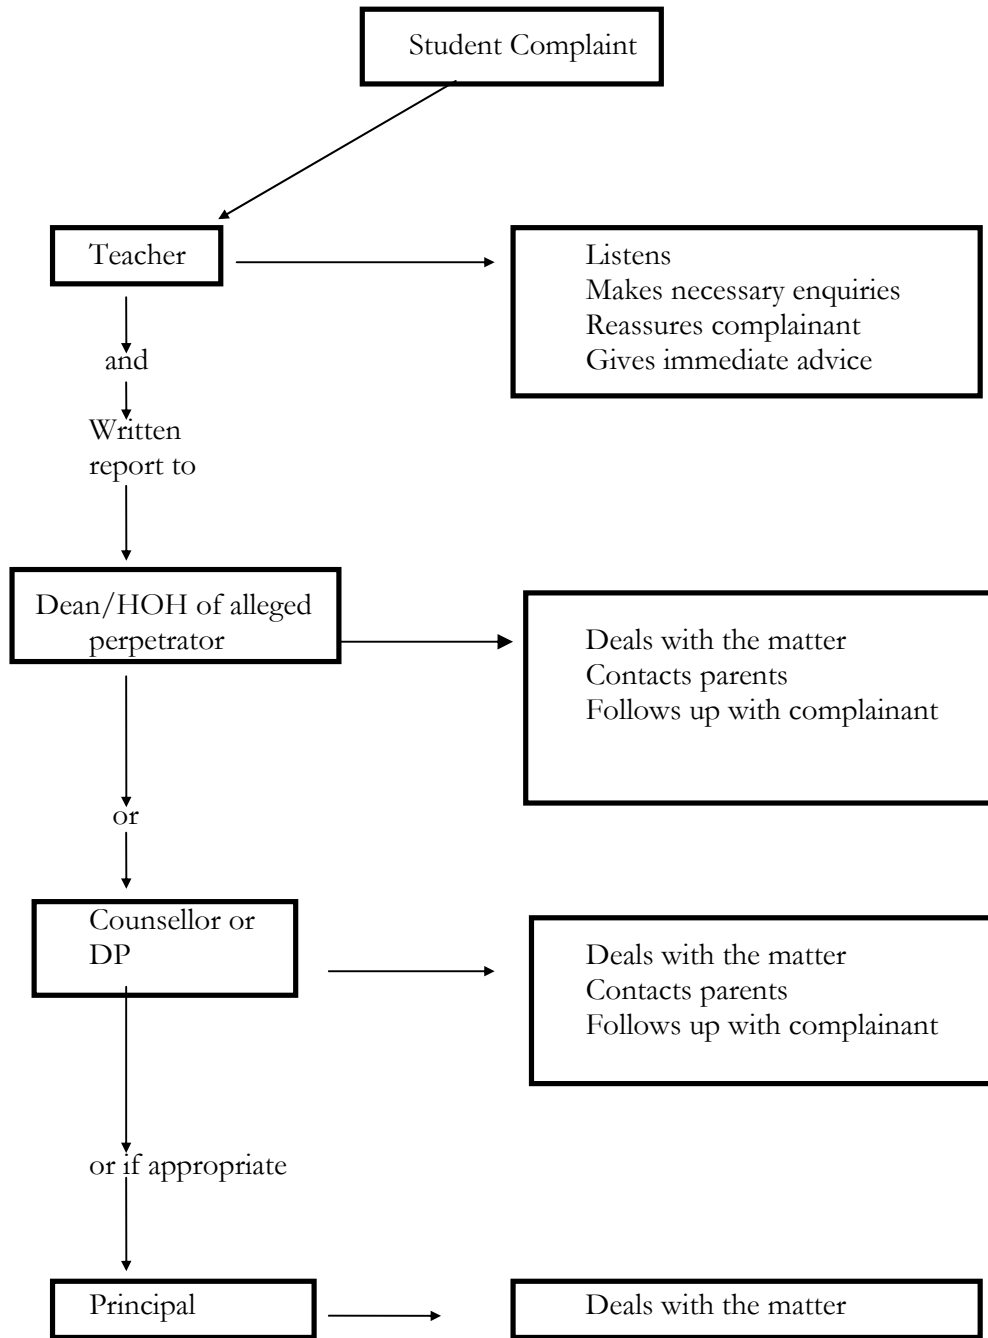 Student Complaint
Teacher
Listens
Makes necessary enquiries
Reassures complainant
Gives immediate advice
and
Written
report to
Dean/HOH of alleged
perpetrator
Deals with the matter
Contacts parents
Follows up with complainant
or
Counsellor or
DP
Deals with the matter
Contacts parents
Follows up with complainant
or if appropriate
Principal
Deals with the matter